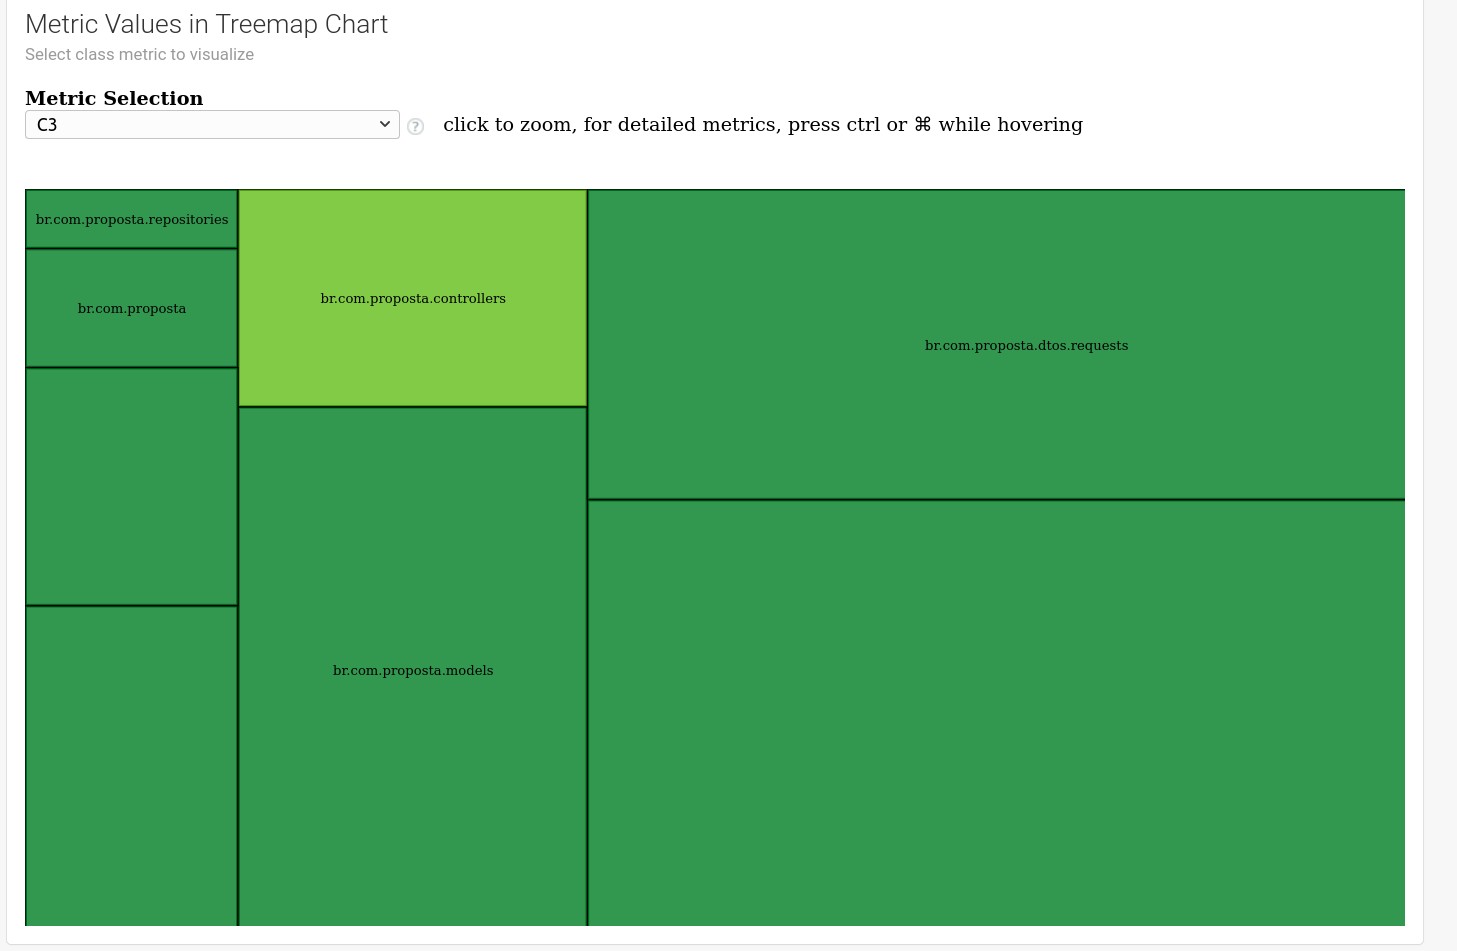 Metric Values in Treemap Chart
Select class metric to visualize
Metric Selection
C3
? click to zoom, for detailed metrics, press ctrl or ⌘ while hovering
br.com.proposta.repositories
br.com.proposta
br.com.proposta.controllers
br.com.proposta.models
br.com.proposta.dtos.requests